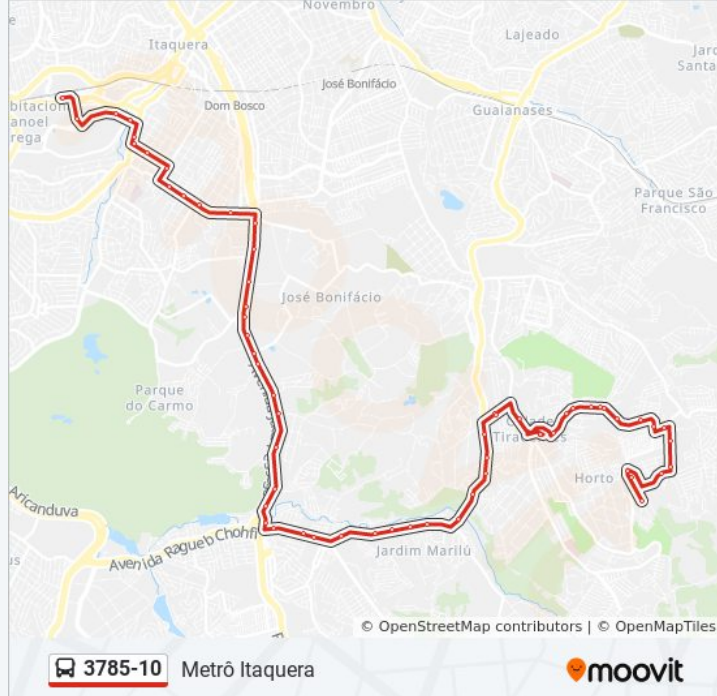 Novembro
Itaquera
Lajeado
José Bonifácio
Dom Bosco
Guaianases
Parque São
Francisco
José Bonifácio
Parque
do Carmo
Horto
Aricanduva
Avenida Ragueb Chohfi
Jardim Marilú
© OpenStreetMap contributors | © OpenMapTiles
3785-10 Metrô Itaquera
moovit